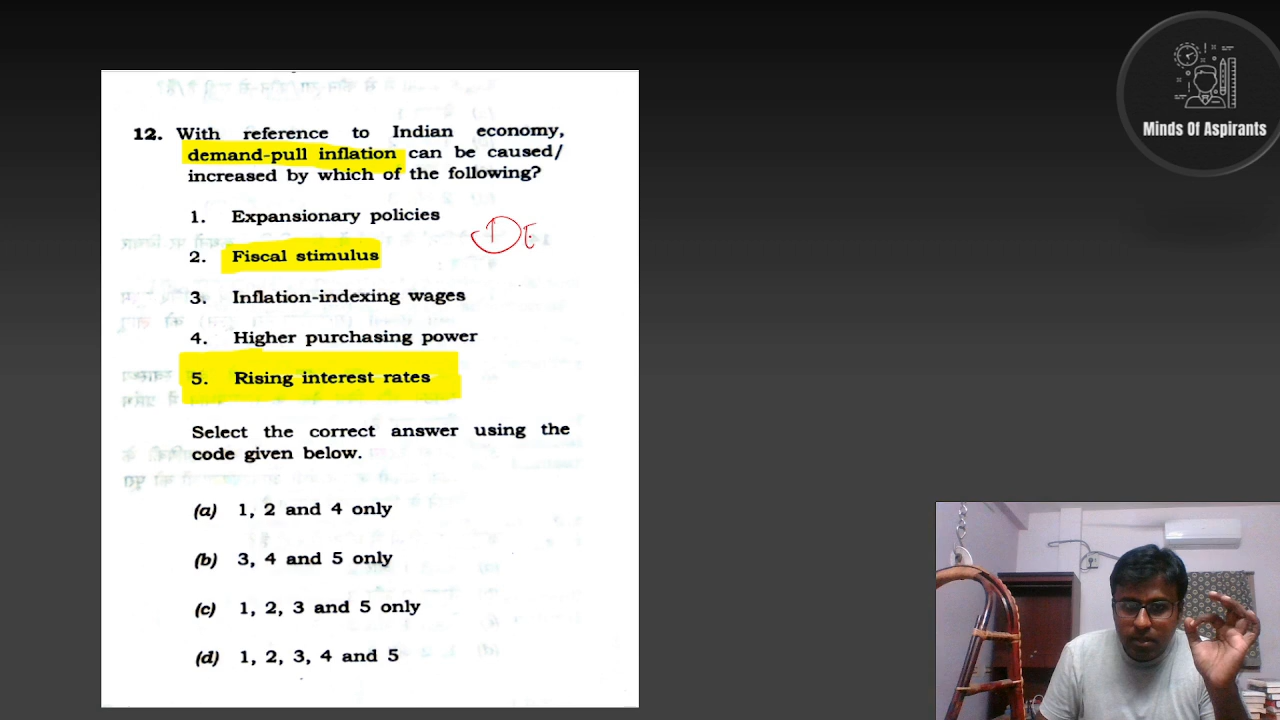 Minds Of Aspirants
12. With reference to Indian economy,
demand-pull inflation can be caused/
increased by which of the following?
1. Expansionary policies
2. Fiscal stimulus
3. Inflation-indexing wages
4. Higher purchasing power
5. Rising interest rates
Select the correct answer using the
code given below.
(a) 1, 2 and 4 only
(b) 3, 4 and 5 only
(c) 1, 2, 3 and 5 only
(d) 1, 2, 3, 4 and 5